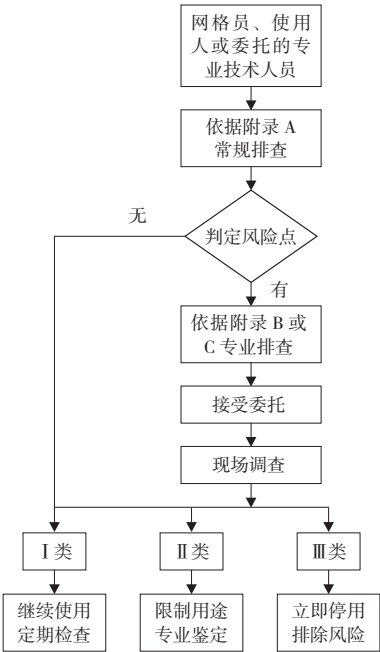 网格员、使用
人或委托的专
业技术人员
依据附录 A
常规排查
无
判定风险点
有
依据附录 B 或
C 专业排查
接受委托
现场调查
Ⅰ类
Ⅱ类
Ⅲ类
继续使用
定期检查
限制用途
专业鉴定
立即停用
排除风险